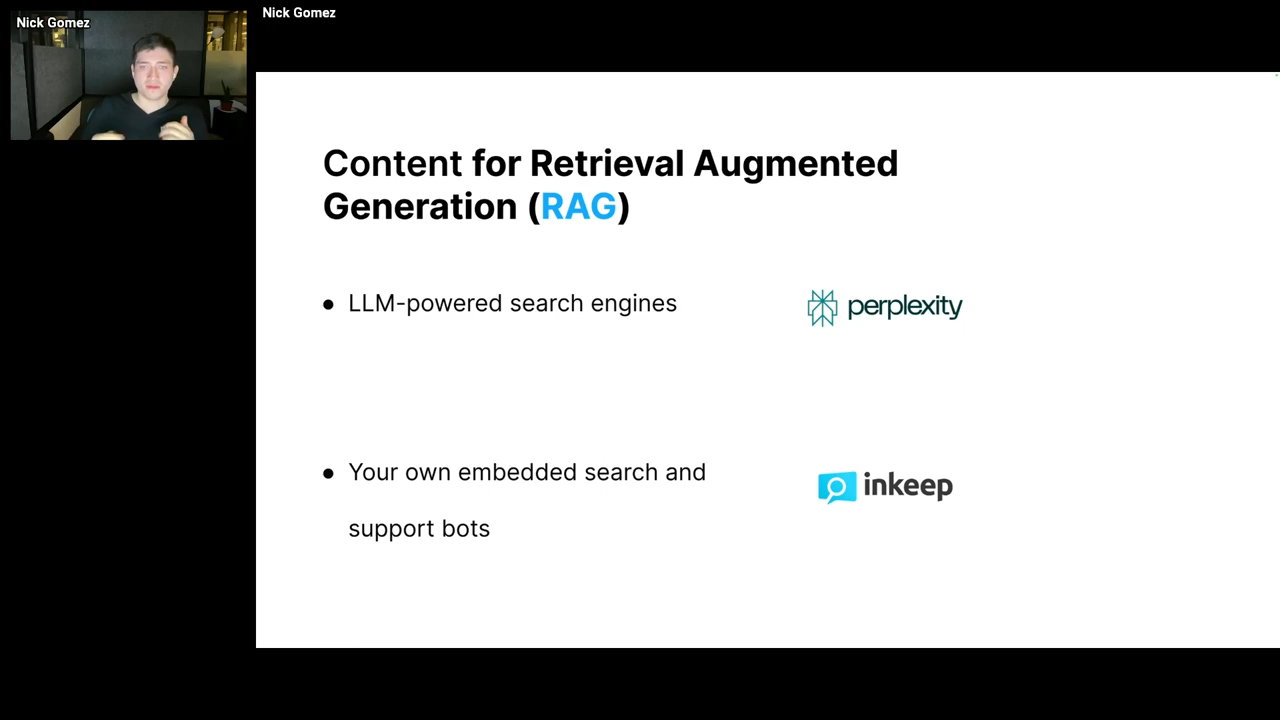 Nick Gomez
Nick Gomez
Content for Retrieval Augmented
Generation (RAG)
● LLM-powered search engines
perplexity
● Your own embedded search and
support bots
inkeep